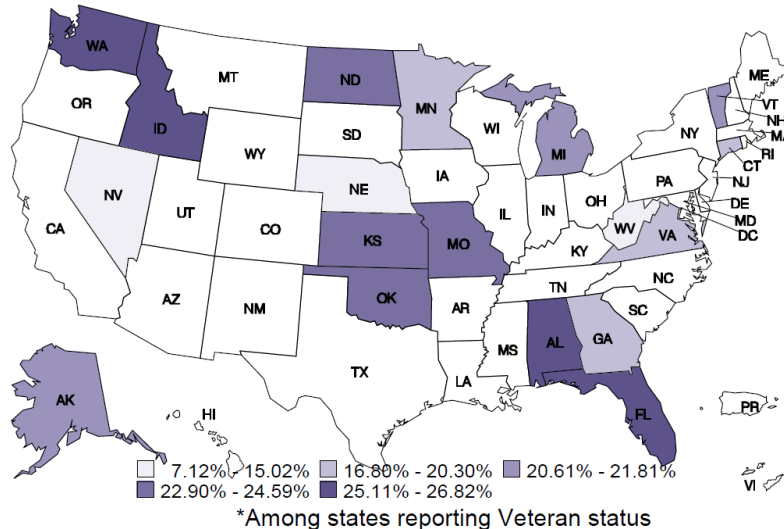 WA
MT
ND
MN
ME
VT
NH
MA
OR
ID
SD
WI
MI
NY
RI
CT
WY
IA
PA
NJ
NV
NE
OH
DE
MD
DC
CA
UT
CO
KS
MO
IL
IN
WV
VA
KY
AZ
NM
OK
AR
TN
NC
SC
TX
LA
MS
AL
GA
FL
AK
HI
PR
VI
7.12% - 15.02% 16.80% - 20.30% 20.61% - 21.81%
22.90% - 24.59% 25.11% - 26.82%
*Among states reporting Veteran status